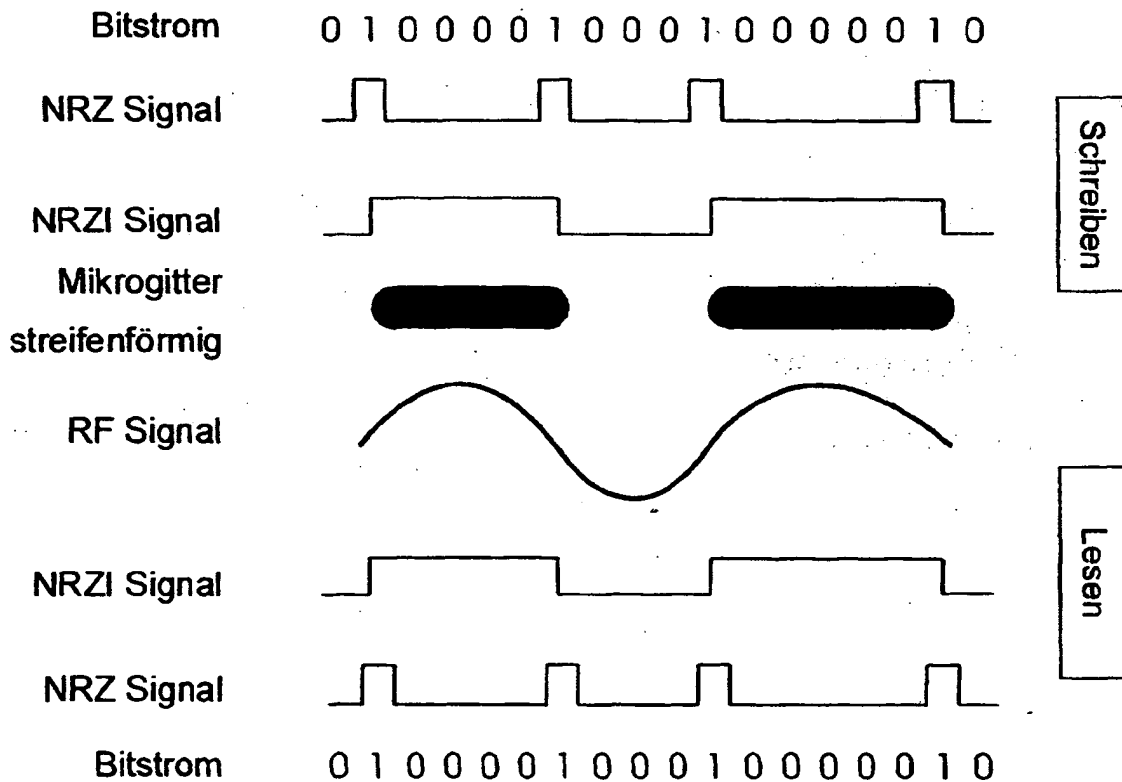 Bitstrom 0 1 0 0 0 0 1 0 0 0 1 0 0 0 0 0 1 0
NRZ Signal
NRZI Signal
Mikrogitter
streifenförmig
Schreiben
RF Signal
NRZI Signal
Lesen
NRZ Signal
Bitstrom 0 1 0 0 0 0 1 0 0 0 1 0 0 0 0 0 1 0